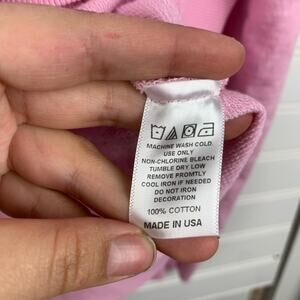 MACHINE WASH COLD.
USE ONLY
NON-CHLORINE BLEACH
TUMBLE DRY LOW
REMOVE PROMTLY
COOL IRON IF NEEDED
DO NOT IRON
DECORATION
100% COTTON
MADE IN USA